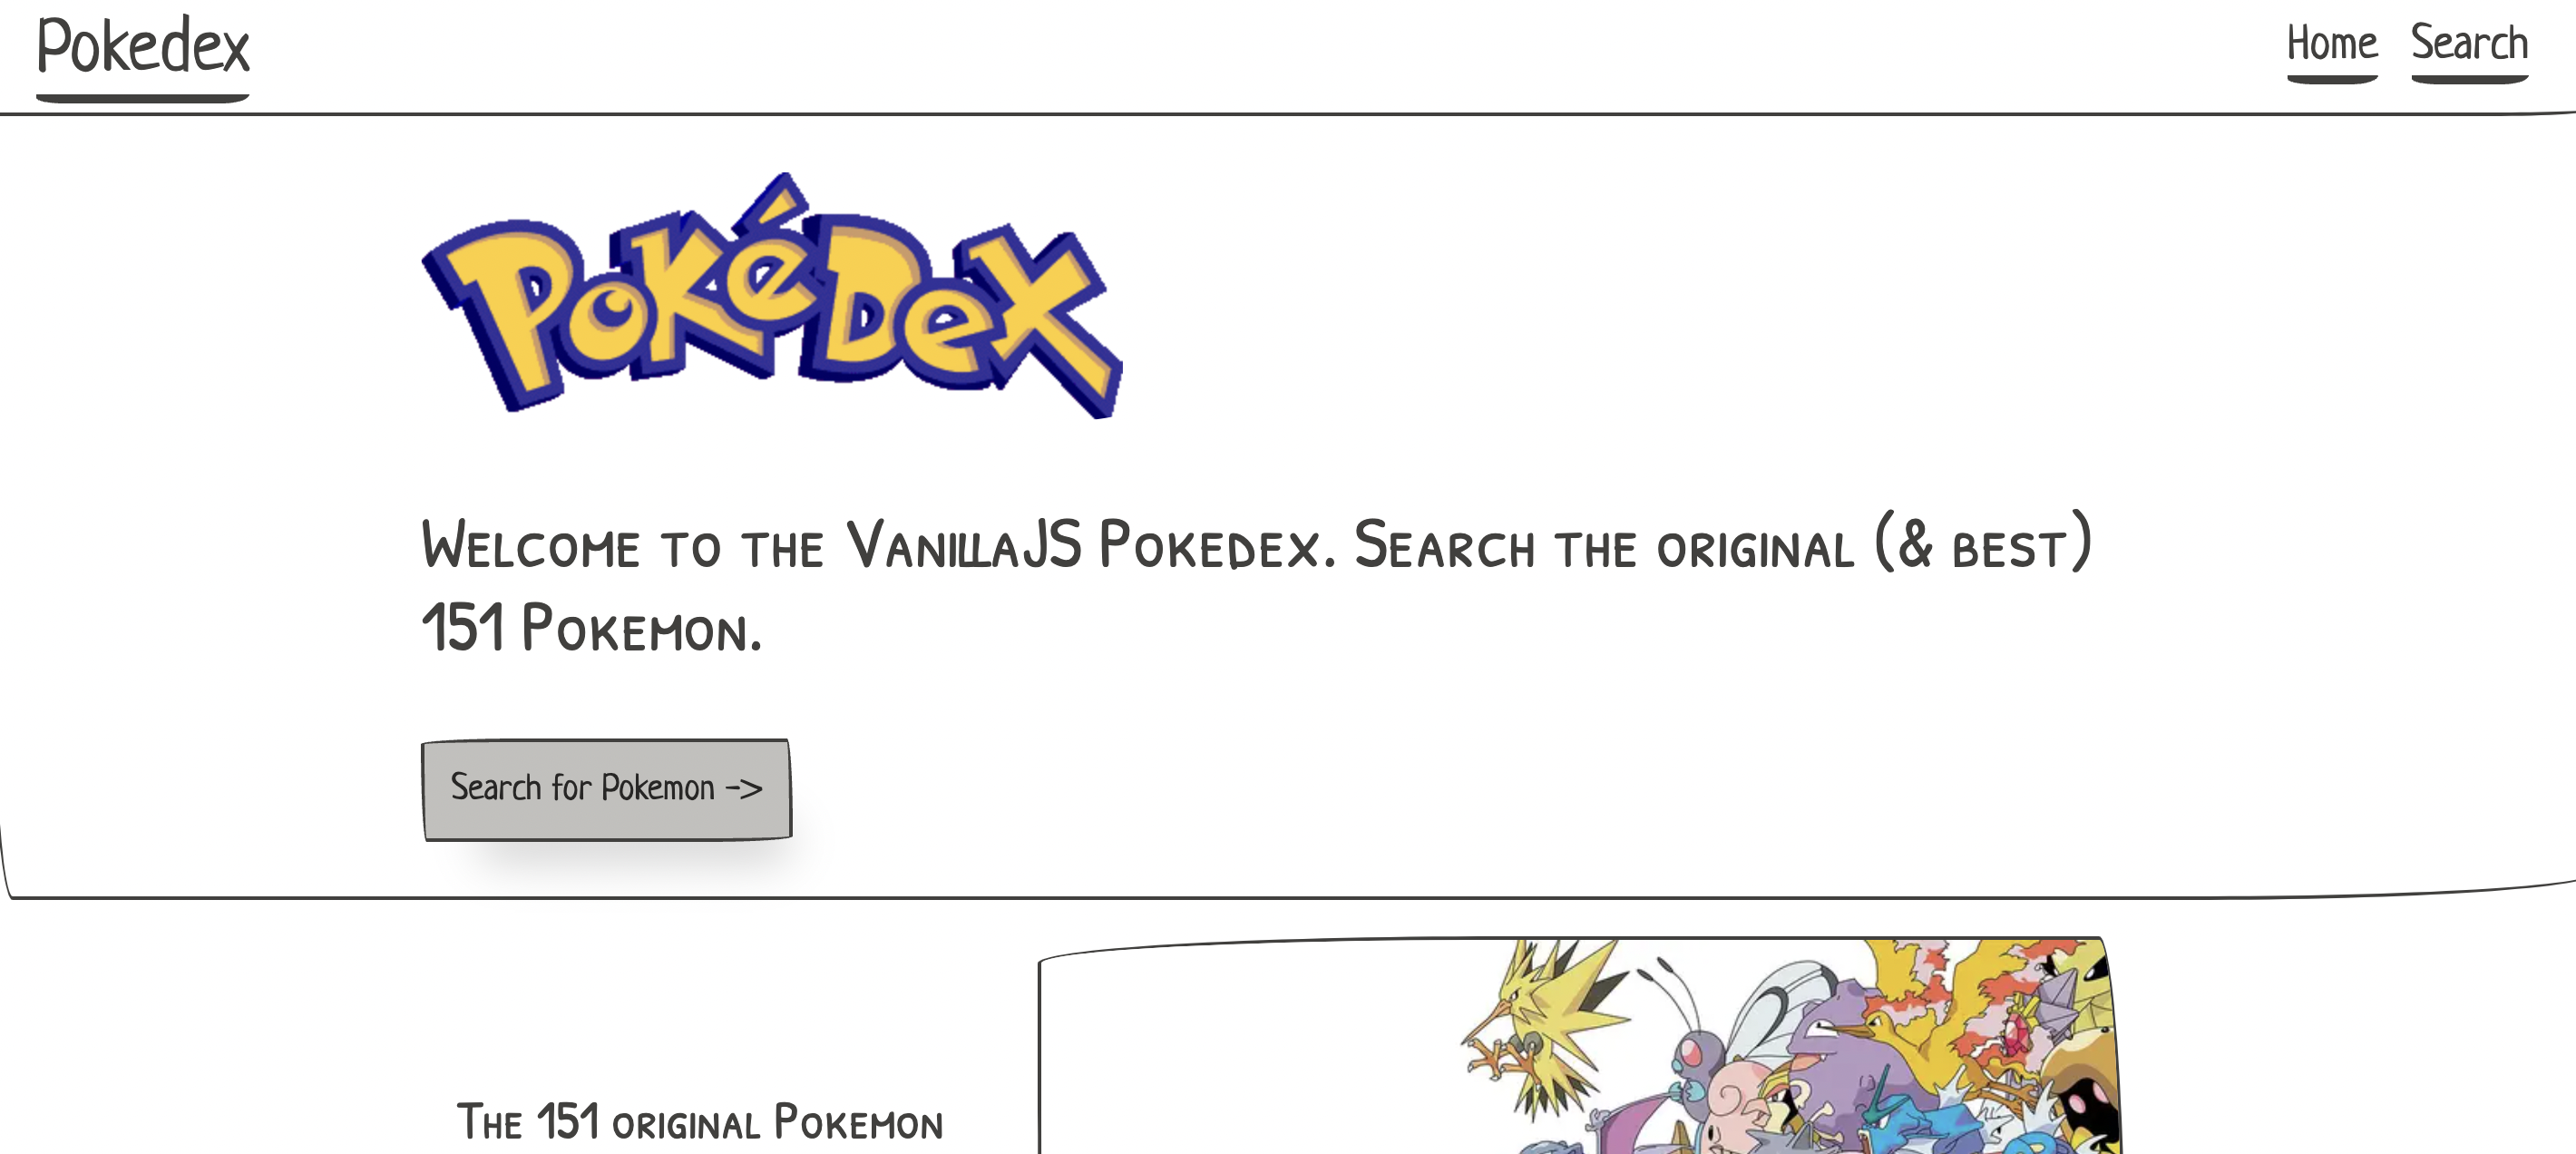 Pokedex
Home Search
PokéDex
Welcome to the VanillaJS Pokedex. Search the original (& best)
151 Pokemon.
Search for Pokemon ->
The 151 original Pokemon